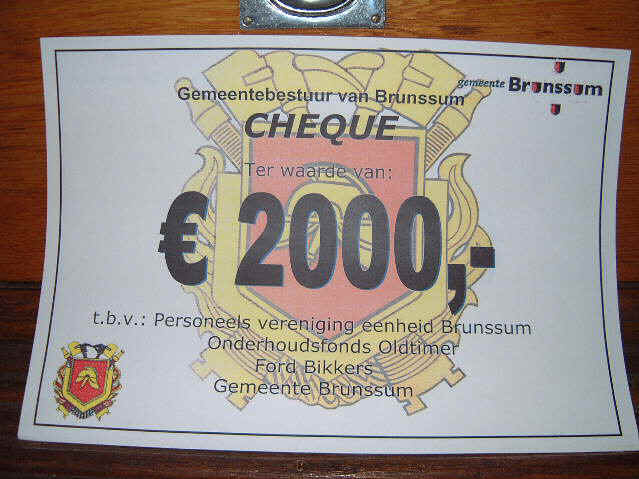 gemeente Brunssum
Gemeentebestuur van Brunssum
CHEQUE
Ter waarde van:
€ 2000,-
t.b.v.: Personeels vereniging eenheid Brunssum
Onderhoudsfonds Oldtimer
Ford Bikkers
Gemeente Brunssum